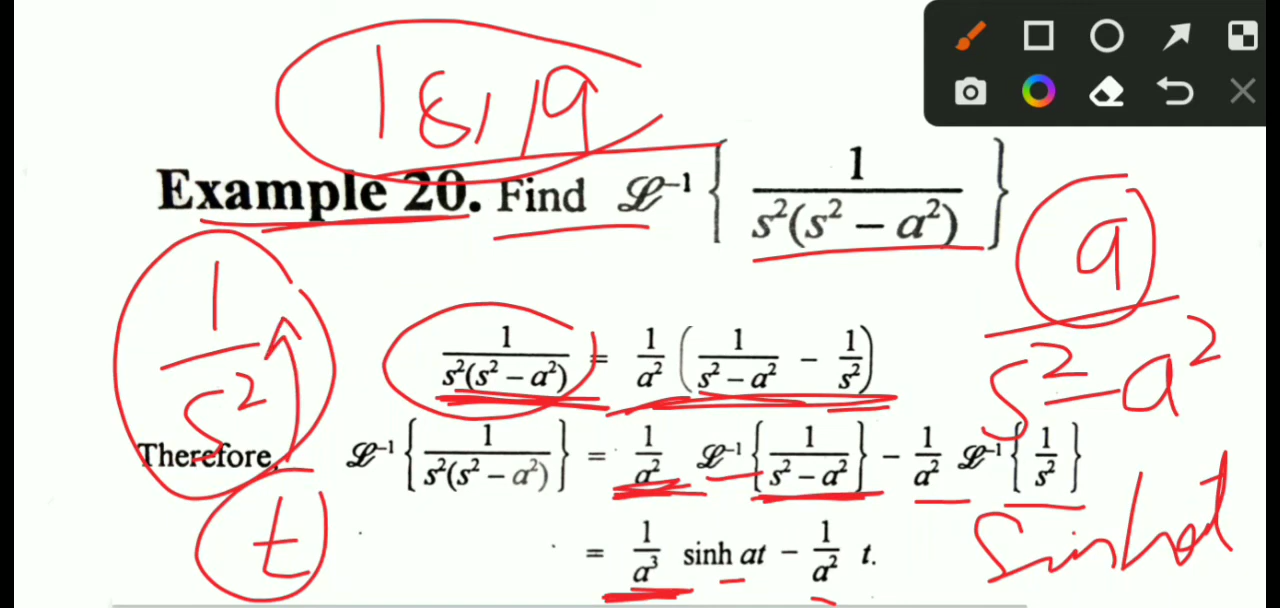 18, 19
Example 20. Find ℒ⁻¹ { 1 / s²(s² – a²) }
1 / s²
a / s² – a²
1 / s²(s² – a²) = 1/a² ( 1 / s² – a² – 1/s² )
Therefore, ℒ⁻¹ { 1 / s²(s² – a²) } = 1/a² ℒ⁻¹ { 1 / s² – a² } – 1/a² ℒ⁻¹ { 1/s² }
t
sinhat
= 1/a³ sinh at – 1/a² t.